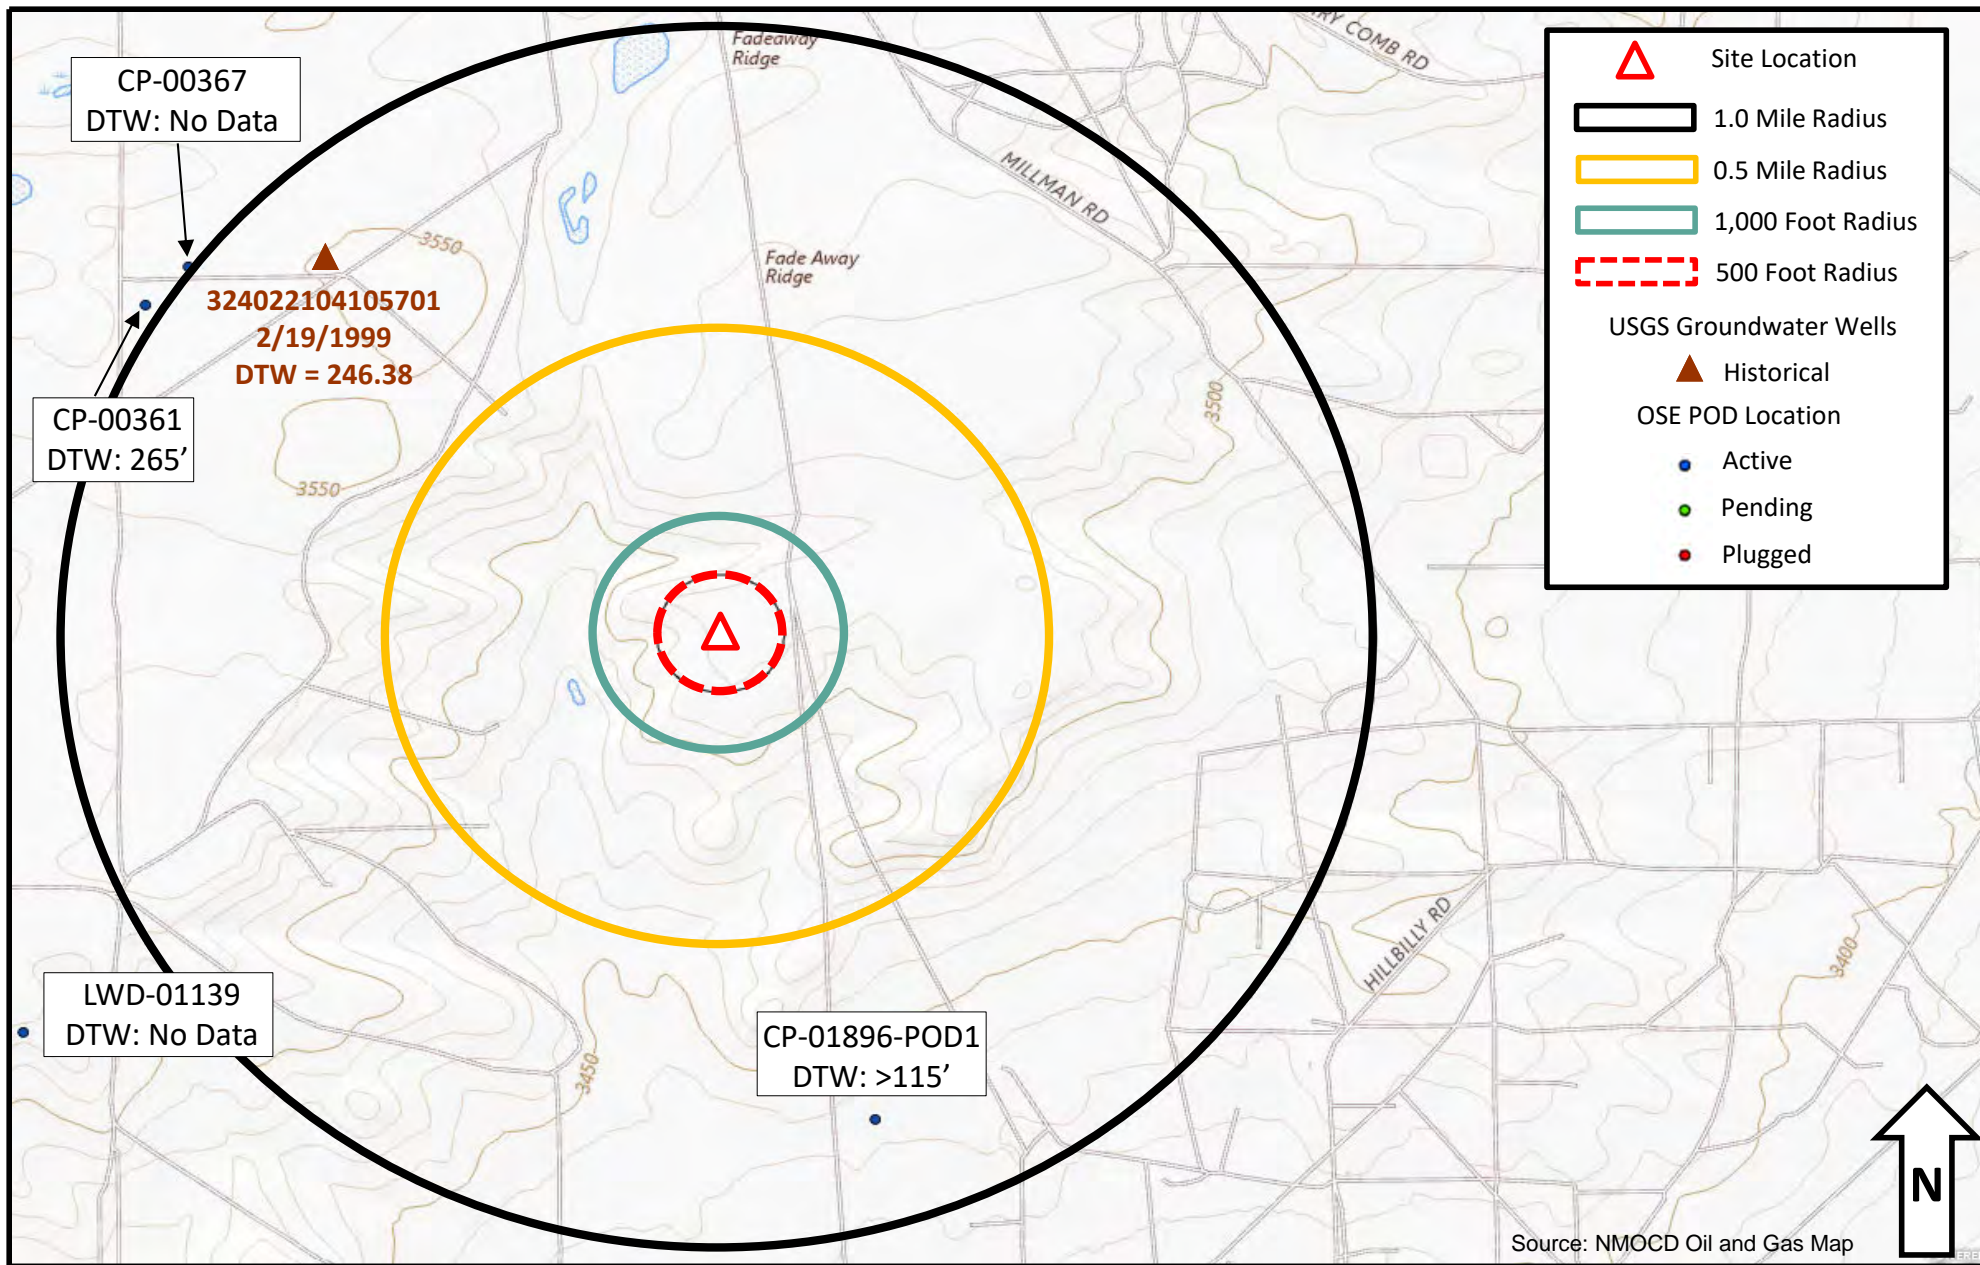 Fadeaway
Ridge
RY COMB RD
CP-00367
DTW: No Data
MILLMAN RD
3550
Fade Away
Ridge
324022104105701
2/19/1999
DTW = 246.38
CP-00361
DTW: 265’
3500
3550
Site Location
1.0 Mile Radius
0.5 Mile Radius
1,000 Foot Radius
500 Foot Radius
USGS Groundwater Wells
Historical
OSE POD Location
Active
Pending
Plugged
HILLBILLY RD
3400
LWD-01139
DTW: No Data
CP-01896-POD1
DTW: >115’
3450
N
Source: NMOCD Oil and Gas Map